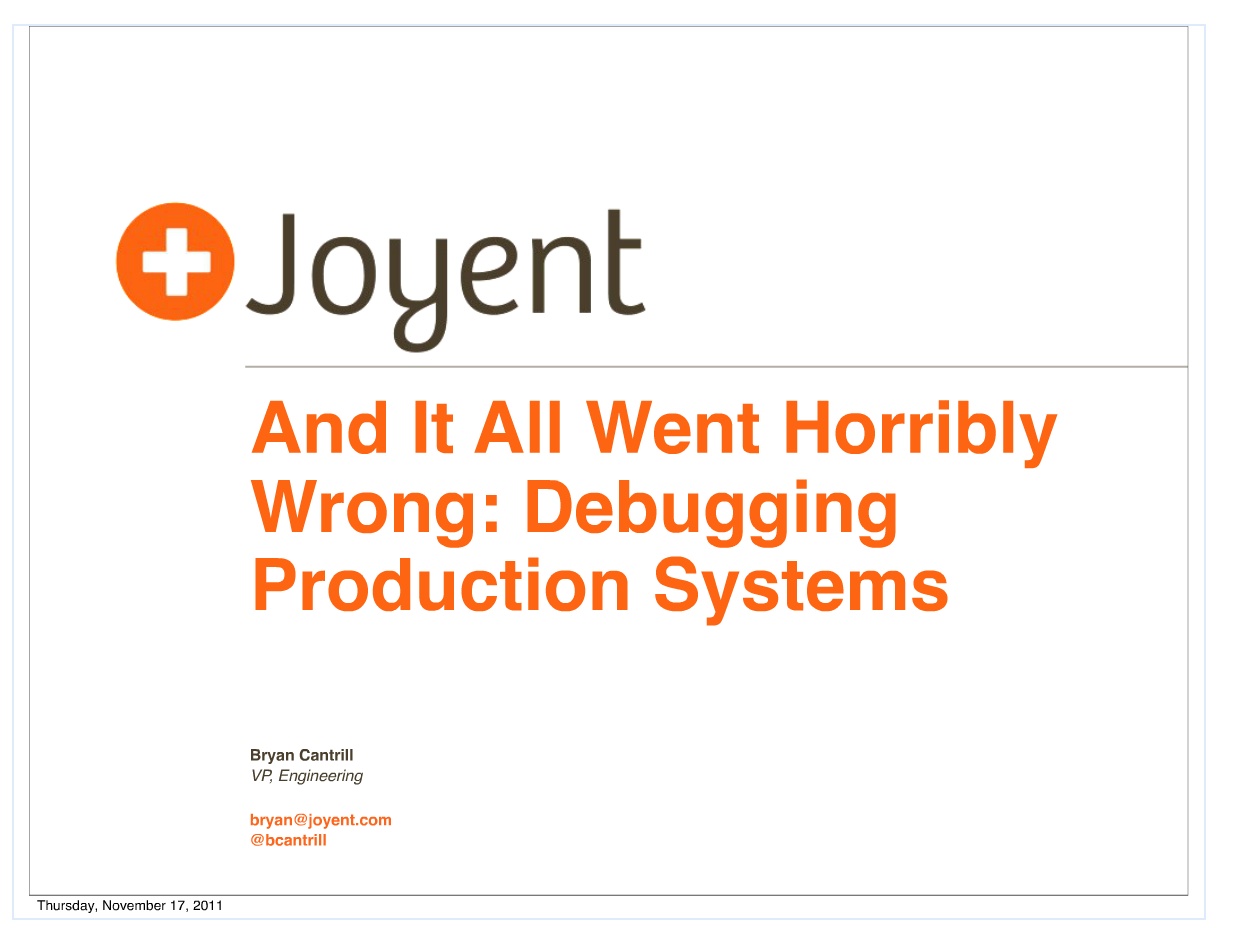 Joyent
And It All Went Horribly
Wrong: Debugging
Production Systems
Bryan Cantrill
VP, Engineering
bryan@joyent.com
@bcantrill
Thursday, November 17, 2011